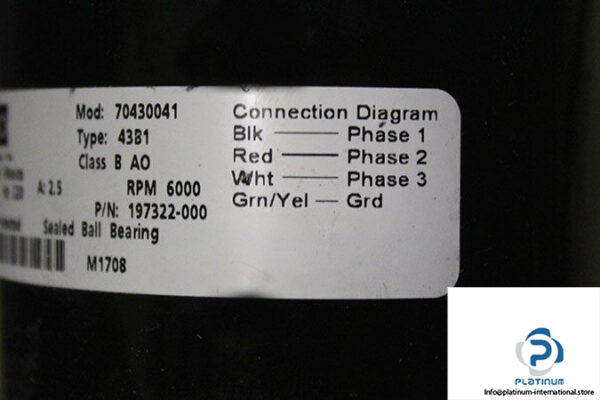 Mod: 70430041
Type: 43B1
Class B AO
A: 2.5 RPM 6000
P/N: 197322-000
Sealed Ball Bearing
M1708
Connection Diagram
Blk — Phase 1
Red — Phase 2
Wht — Phase 3
Grn/Yel — Grd
PLATINUM
Info@platinum-international.store